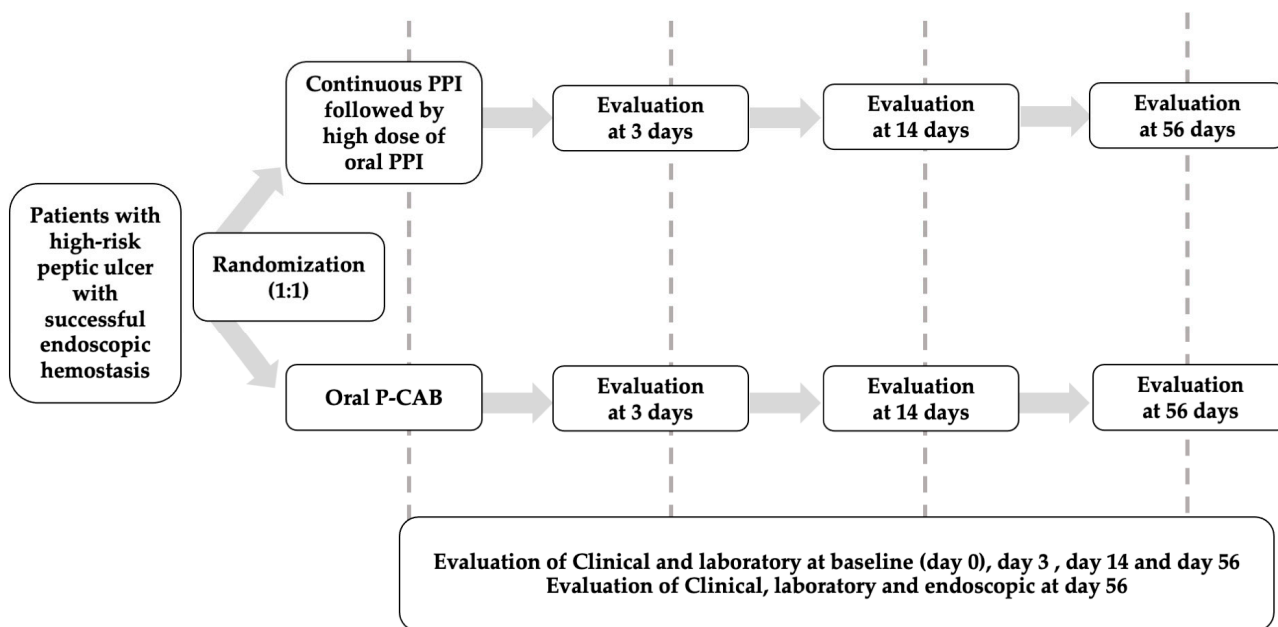 Patients with
high-risk
peptic ulcer
with
successful
endoscopic
hemostasis
Randomization
(1:1)
Continuous PPI
followed by
high dose of
oral PPI
Evaluation
at 3 days
Evaluation
at 14 days
Evaluation
at 56 days
Oral P-CAB
Evaluation
at 3 days
Evaluation
at 14 days
Evaluation
at 56 days
Evaluation of Clinical and laboratory at baseline (day 0), day 3 , day 14 and day 56
Evaluation of Clinical, laboratory and endoscopic at day 56